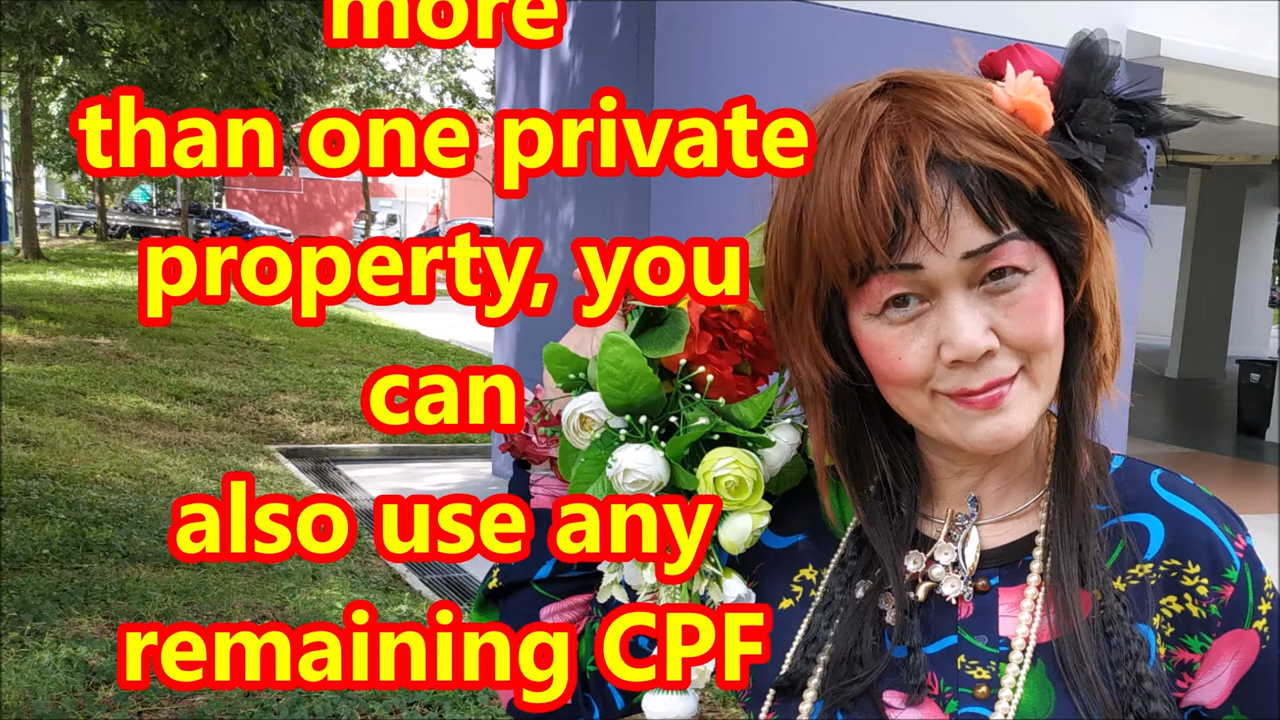 more
than one private
property, you
can
also use any
remaining CPF